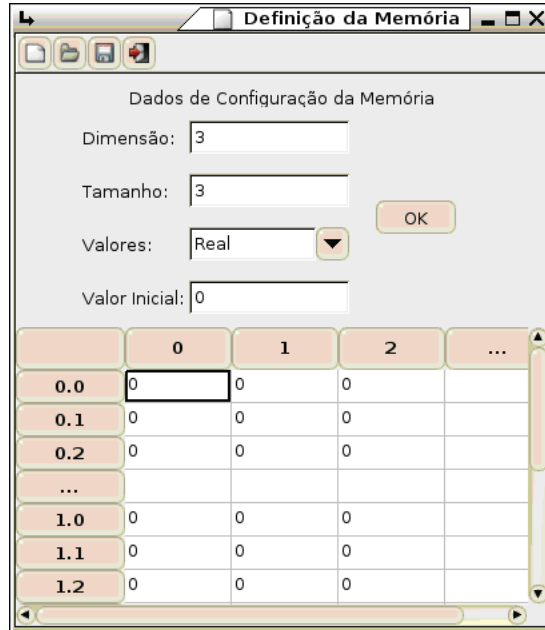 Definição da Memória
Dados de Configuração da Memória
Dimensão: 3
Tamanho: 3
OK
Valores: Real
Valor Inicial: 0
0 1 2 ...
0.0 0 0 0
0.1 0 0 0
0.2 0 0 0
...
1.0 0 0 0
1.1 0 0 0
1.2 0 0 0